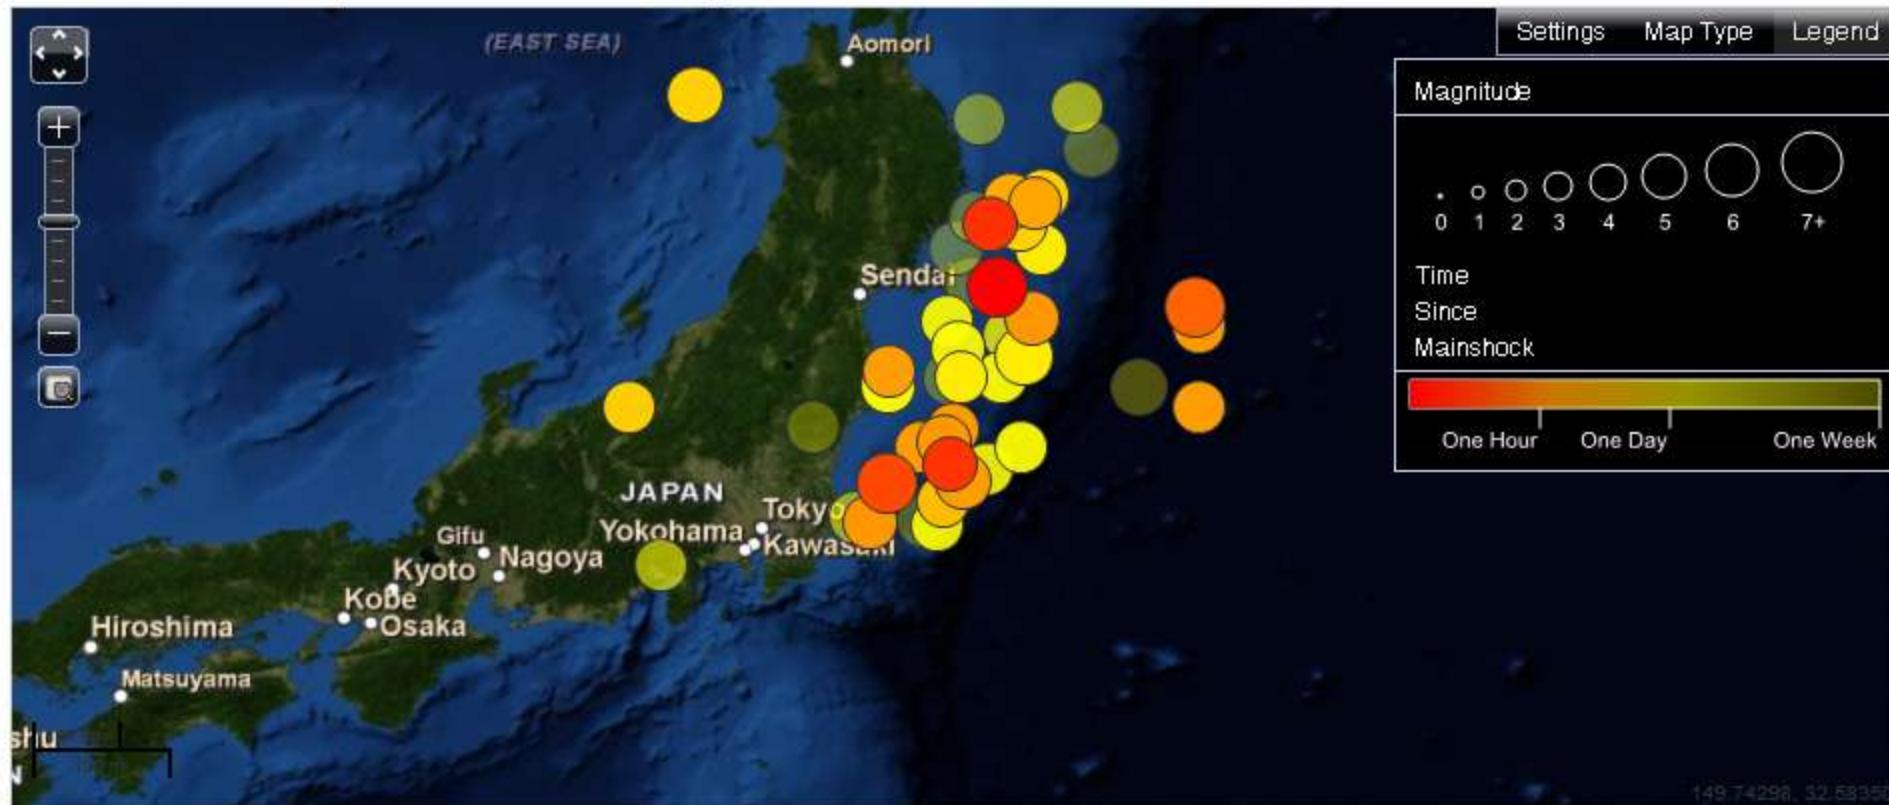 (EAST SEA)
Aomori
Settings Map Type Legend
Magnitude
0 1 2 3 4 5 6 7+
Time
Since
Mainshock
One Hour One Day One Week
Sendai
JAPAN
Tokyo
Yokohama
Kawasaki
Gifu
Nagoya
Kyoto
Kobe
Osaka
Hiroshima
Matsuyama
shu
N